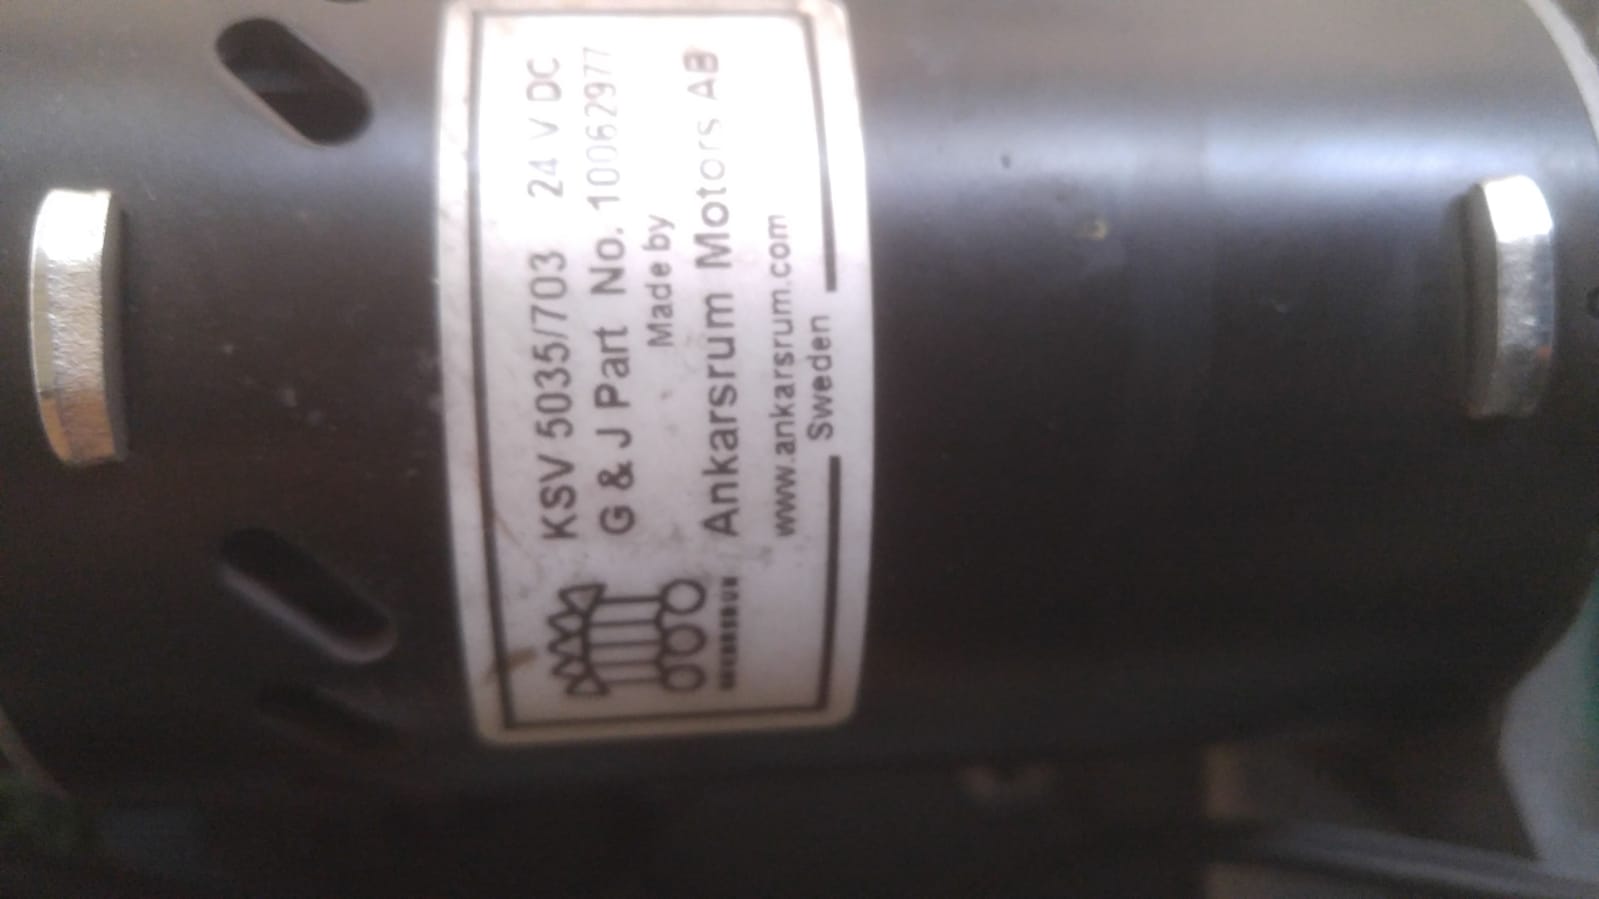 KSV 5035/703 24 V DC
G & J Part No. 10062977
Made by
Ankarsrum Motors AB
www.ankarsrum.com
Sweden